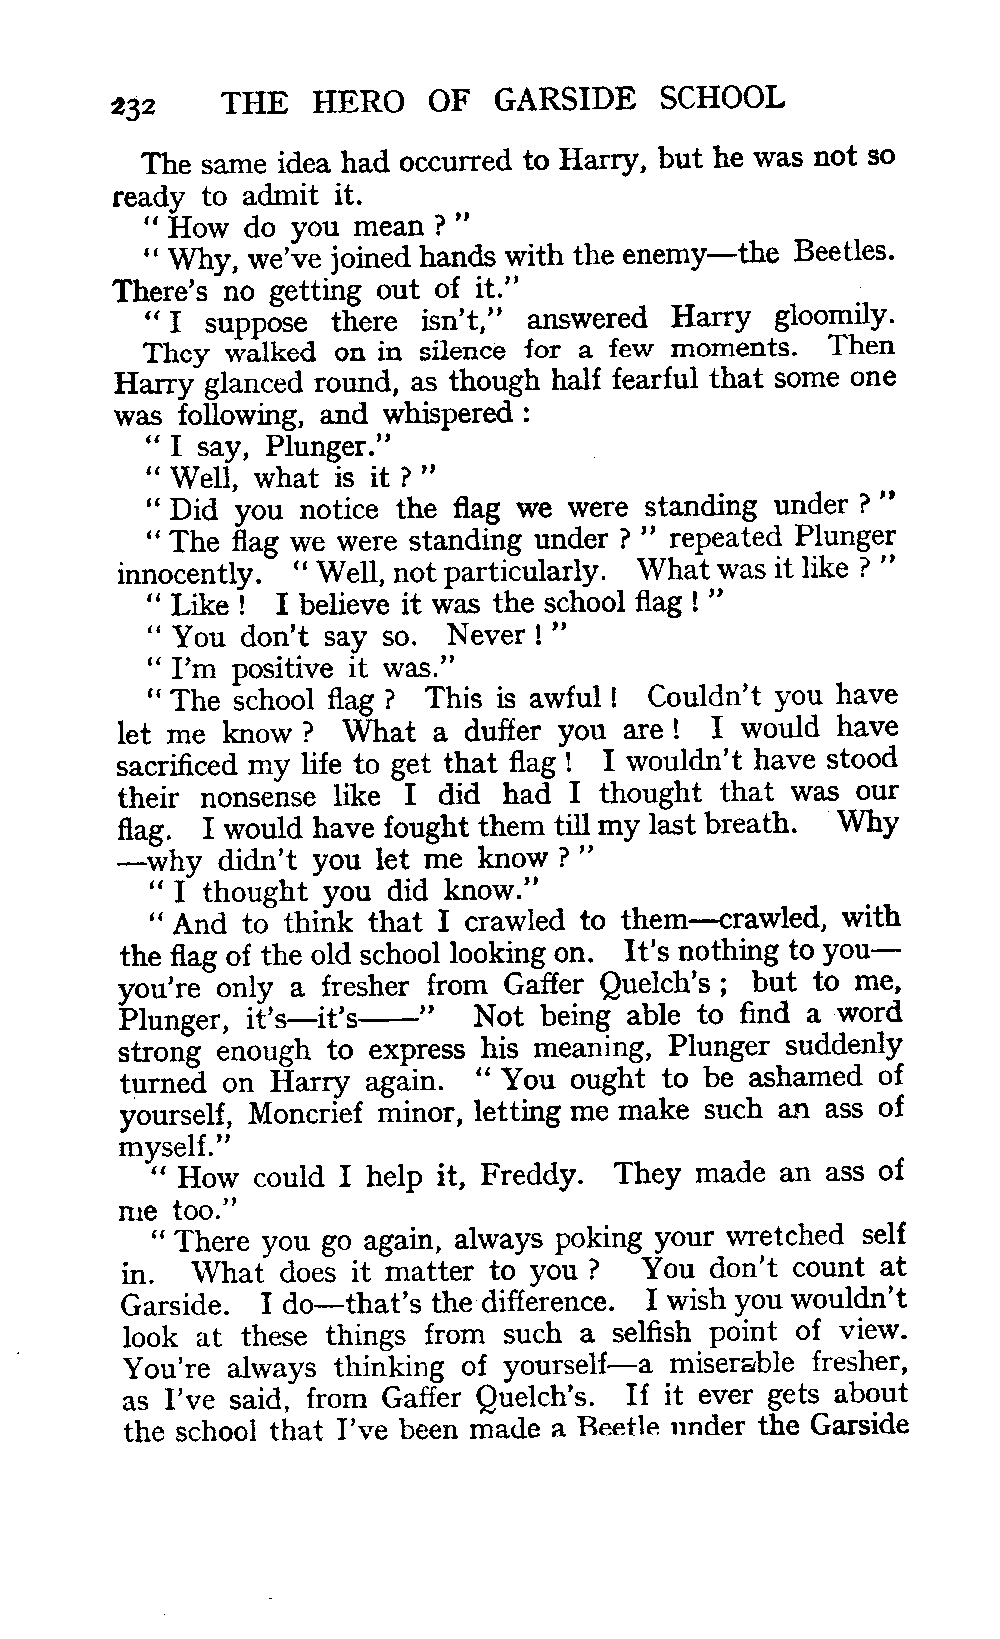 232 THE HERO OF GARSIDE SCHOOL
The same idea had occurred to Harry, but he was not so
ready to admit it.
" How do you mean ? "
" Why, we've joined hands with the enemy—the Beetles.
There's no getting out of it."
" I suppose there isn't," answered Harry gloomily.
They walked on in silence for a few moments. Then
Harry glanced round, as though half fearful that some one
was following, and whispered :
" I say, Plunger."
" Well, what is it ? "
" Did you notice the flag we were standing under ? "
" The flag we were standing under ? " repeated Plunger
innocently. " Well, not particularly. What was it like ? "
" Like ! I believe it was the school flag ! "
" You don't say so. Never ! "
" I'm positive it was."
" The school flag ? This is awful ! Couldn't you have
let me know ? What a duffer you are ! I would have
sacrificed my life to get that flag ! I wouldn't have stood
their nonsense like I did had I thought that was our
flag. I would have fought them till my last breath. Why
—why didn't you let me know ? "
" I thought you did know."
" And to think that I crawled to them—crawled, with
the flag of the old school looking on. It's nothing to you—
you're only a fresher from Gaffer Quelch's ; but to me,
Plunger, it's—it's——" Not being able to find a word
strong enough to express his meaning, Plunger suddenly
turned on Harry again. " You ought to be ashamed of
yourself, Moncrief minor, letting me make such an ass of
myself."
" How could I help it, Freddy. They made an ass of
me too."
" There you go again, always poking your wretched self
in. What does it matter to you ? You don't count at
Garside. I do—that's the difference. I wish you wouldn't
look at these things from such a selfish point of view.
You're always thinking of yourself—a miserable fresher,
as I've said, from Gaffer Quelch's. If it ever gets about
the school that I've been made a Beetle under the Garside